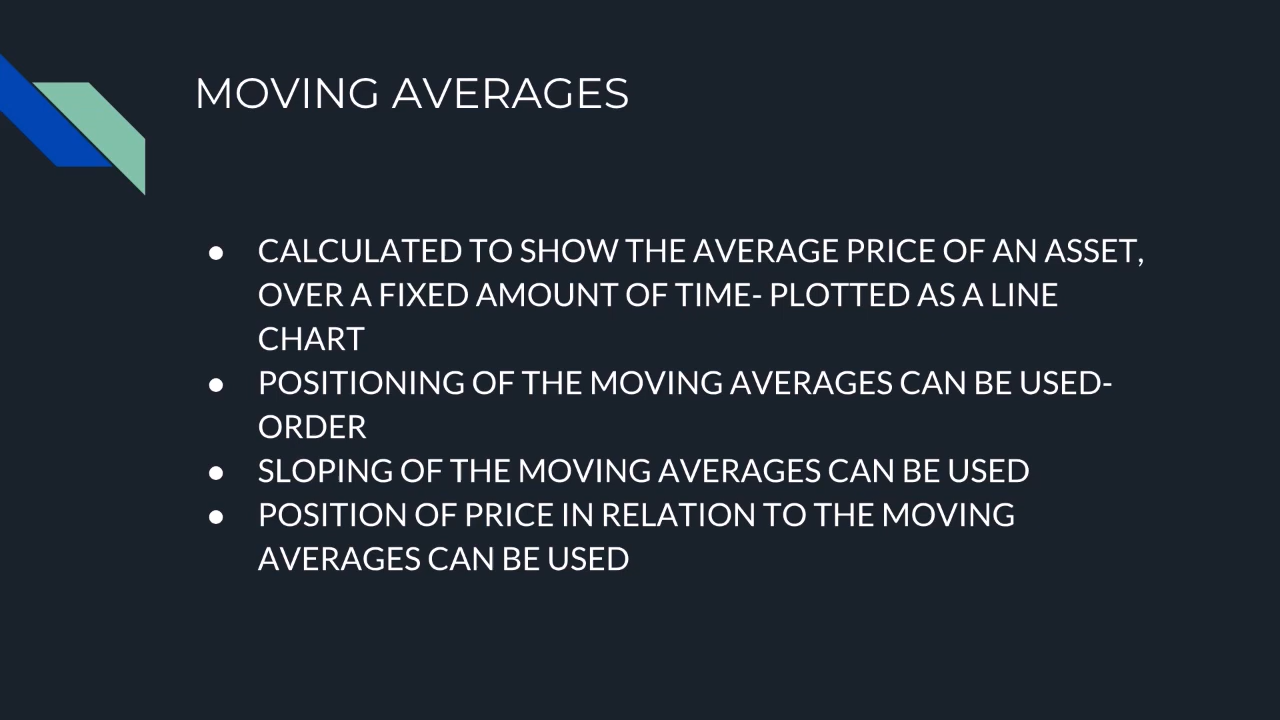 MOVING AVERAGES
● CALCULATED TO SHOW THE AVERAGE PRICE OF AN ASSET,
OVER A FIXED AMOUNT OF TIME- PLOTTED AS A LINE
CHART
● POSITIONING OF THE MOVING AVERAGES CAN BE USED-
ORDER
● SLOPING OF THE MOVING AVERAGES CAN BE USED
● POSITION OF PRICE IN RELATION TO THE MOVING
AVERAGES CAN BE USED